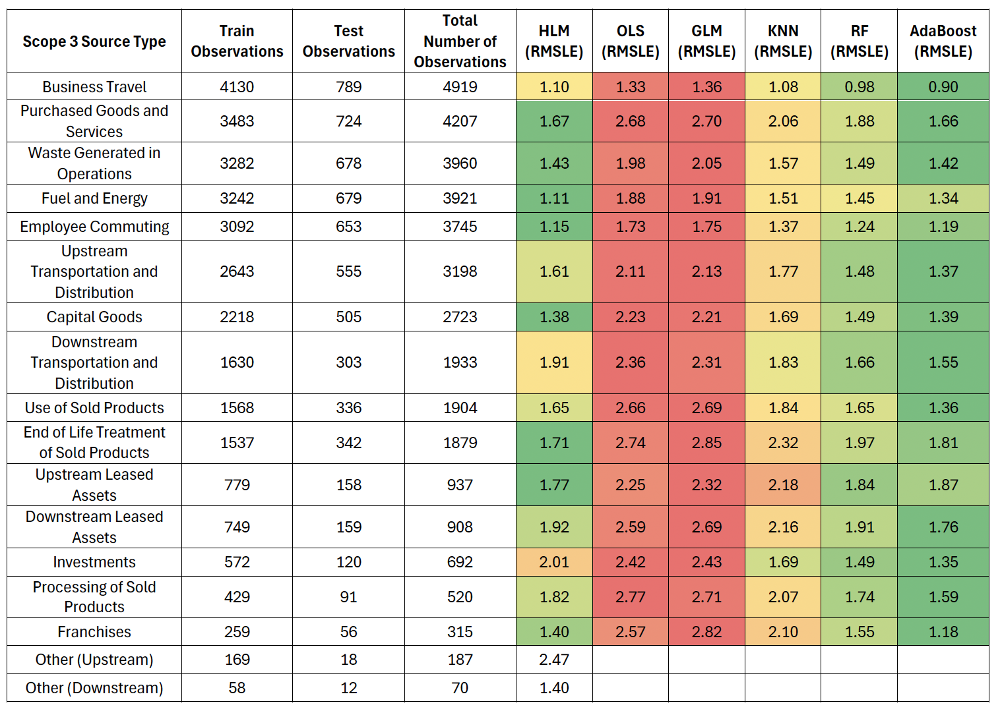 Scope 3 Source Type Train Observations Test Observations Total Number of Observations HLM (RMSLE) OLS (RMSLE) GLM (RMSLE) KNN (RMSLE) RF (RMSLE) AdaBoost (RMSLE)
Business Travel 4130 789 4919 1.10 1.33 1.36 1.08 0.98 0.90
Purchased Goods and Services 3483 724 4207 1.67 2.68 2.70 2.06 1.88 1.66
Waste Generated in Operations 3282 678 3960 1.43 1.98 2.05 1.57 1.49 1.42
Fuel and Energy 3242 679 3921 1.11 1.88 1.91 1.51 1.45 1.34
Employee Commuting 3092 653 3745 1.15 1.73 1.75 1.37 1.24 1.19
Upstream Transportation and Distribution 2643 555 3198 1.61 2.11 2.13 1.77 1.48 1.37
Capital Goods 2218 505 2723 1.38 2.23 2.21 1.69 1.49 1.39
Downstream Transportation and Distribution 1630 303 1933 1.91 2.36 2.31 1.83 1.66 1.55
Use of Sold Products 1568 336 1904 1.65 2.66 2.69 1.84 1.65 1.36
End of Life Treatment of Sold Products 1537 342 1879 1.71 2.74 2.85 2.32 1.97 1.81
Upstream Leased Assets 779 158 937 1.77 2.25 2.32 2.18 1.84 1.87
Downstream Leased Assets 749 159 908 1.92 2.59 2.69 2.16 1.91 1.76
Investments 572 120 692 2.01 2.42 2.43 1.69 1.49 1.35
Processing of Sold Products 429 91 520 1.82 2.77 2.71 2.07 1.74 1.59
Franchises 259 56 315 1.40 2.57 2.82 2.10 1.55 1.18
Other (Upstream) 169 18 187 2.47
Other (Downstream) 58 12 70 1.40